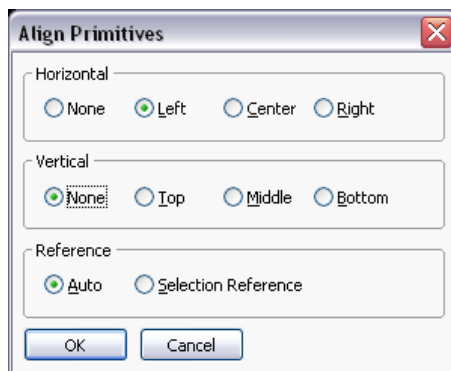 Align Primitives
Horizontal
None Left Center Right
Vertical
None Top Middle Bottom
Reference
Auto Selection Reference
OK Cancel